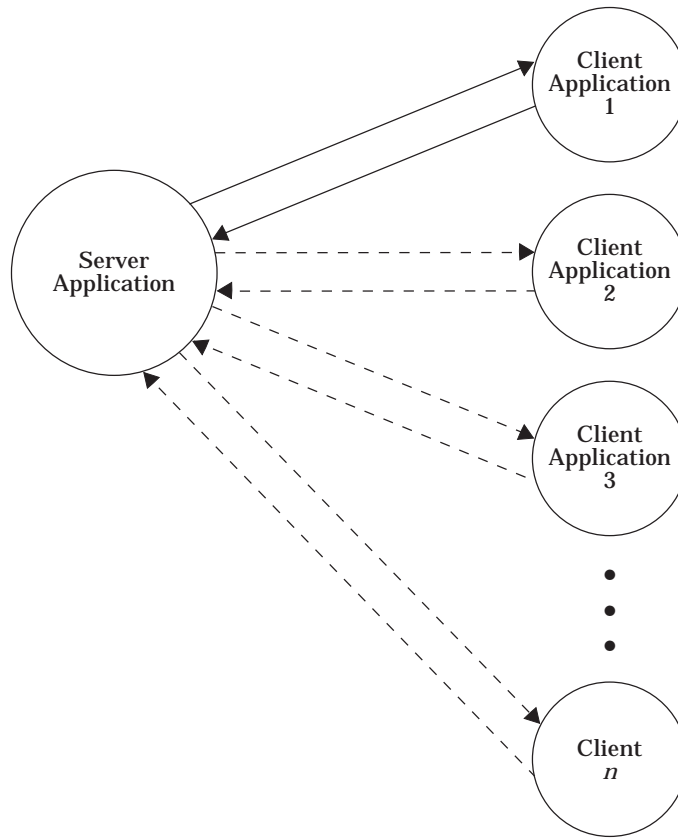 Client
Application
1
Server
Application
Client
Application
2
Client
Application
3
Client
n